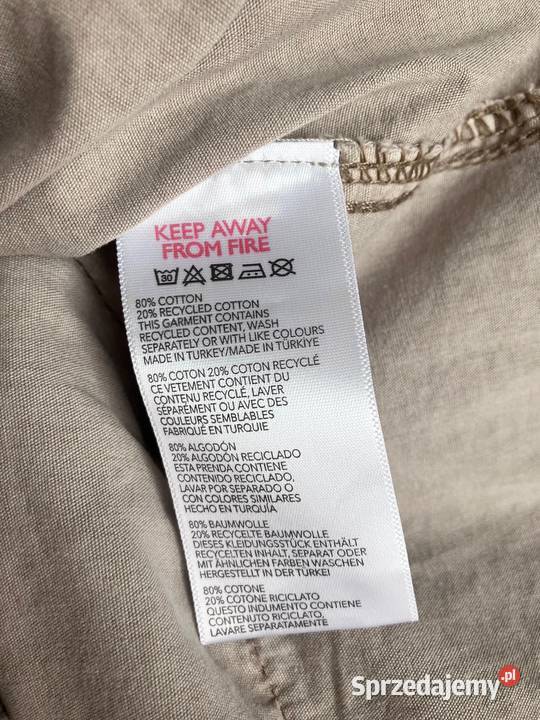 KEEP AWAY
FROM FIRE
30
80% COTTON
20% RECYCLED COTTON
THIS GARMENT CONTAINS
RECYCLED CONTENT, WASH
SEPARATELY OR WITH LIKE COLOURS
MADE IN TURKEY/MADE IN TÜRKİYE
80% COTON 20% COTON RECYCLÉ
CE VETEMENT CONTIENT DU
CONTENU RECYCLÉ, LAVER
SÉPARÉMENT OU AVEC DES
COULEURS SEMBLABLES
FABRIQUÉ EN TURQUIE
80% ALGODÓN
20% ALGODÓN RECICLADO
ESTA PRENDA CONTIENE
CONTENIDO RECICLADO,
LAVAR POR SEPARADO O
CON COLORES SIMILARES
HECHO EN TURQUÍA
80% BAUMWOLLE
20% RECYCELTE BAUMWOLLE
DIESES KLEIDUNGSSTÜCK ENTHÄLT
RECYCELTEN INHALT, SEPARAT ODER
MIT ÄHNLICHEN FARBEN WASCHEN
HERGESTELLT IN DER TÜRKEI
80% COTONE
20% COTONE RICICLATO
QUESTO INDUMENTO CONTIENE
CONTENUTO RICICLATO,
LAVARE SEPARATAMENTE
Sprzedajemy.pl